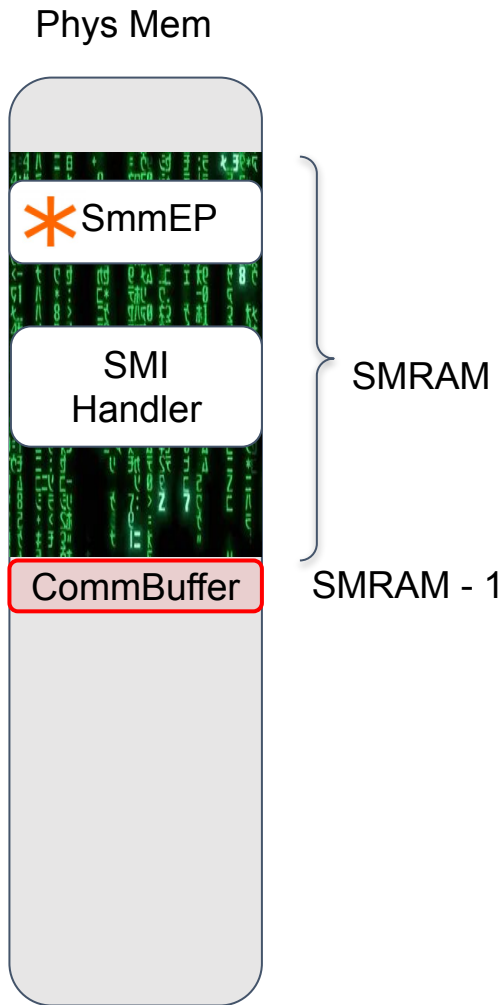 Phys Mem
SmmEP
SMI
Handler
SMRAM
CommBuffer
SMRAM - 1